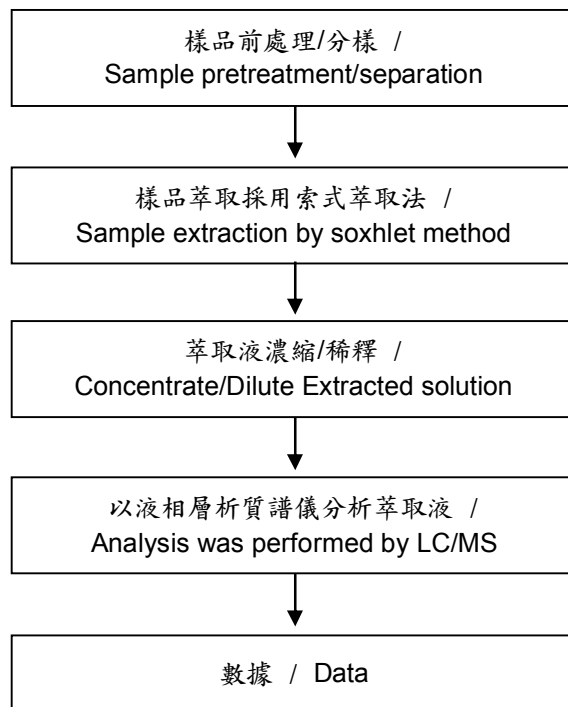 樣品前處理/分樣 /
Sample pretreatment/separation
樣品萃取採用索式萃取法 /
Sample extraction by soxhlet method
萃取液濃縮/稀釋 /
Concentrate/Dilute Extracted solution
以液相層析質譜儀分析萃取液 /
Analysis was performed by LC/MS
數據 / Data